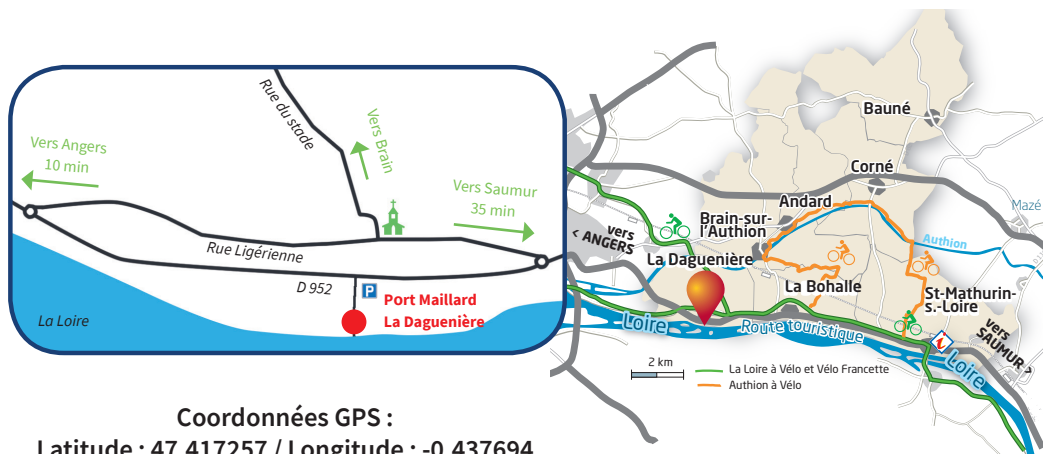 Vers Angers
10 min
Rue du stade
Vers Brain
Vers Saumur
35 min
Rue Ligérienne
D 952
P
Port Maillard
La Daguenière
La Loire
Coordonnées GPS :
Latitude : 47.417257 / Longitude : -0.437694
Bauné
Corné
Mazé
Andard
Brain-sur-
l'Authion
Authion
vers
< ANGERS
La Daguenière
La Bohalle
St-Mathurin-
s.-Loire
Loire
Route touristique
i
vers
SAUMUR >
Loire
2 km
La Loire à Vélo et Vélo Francette
Authion à Vélo